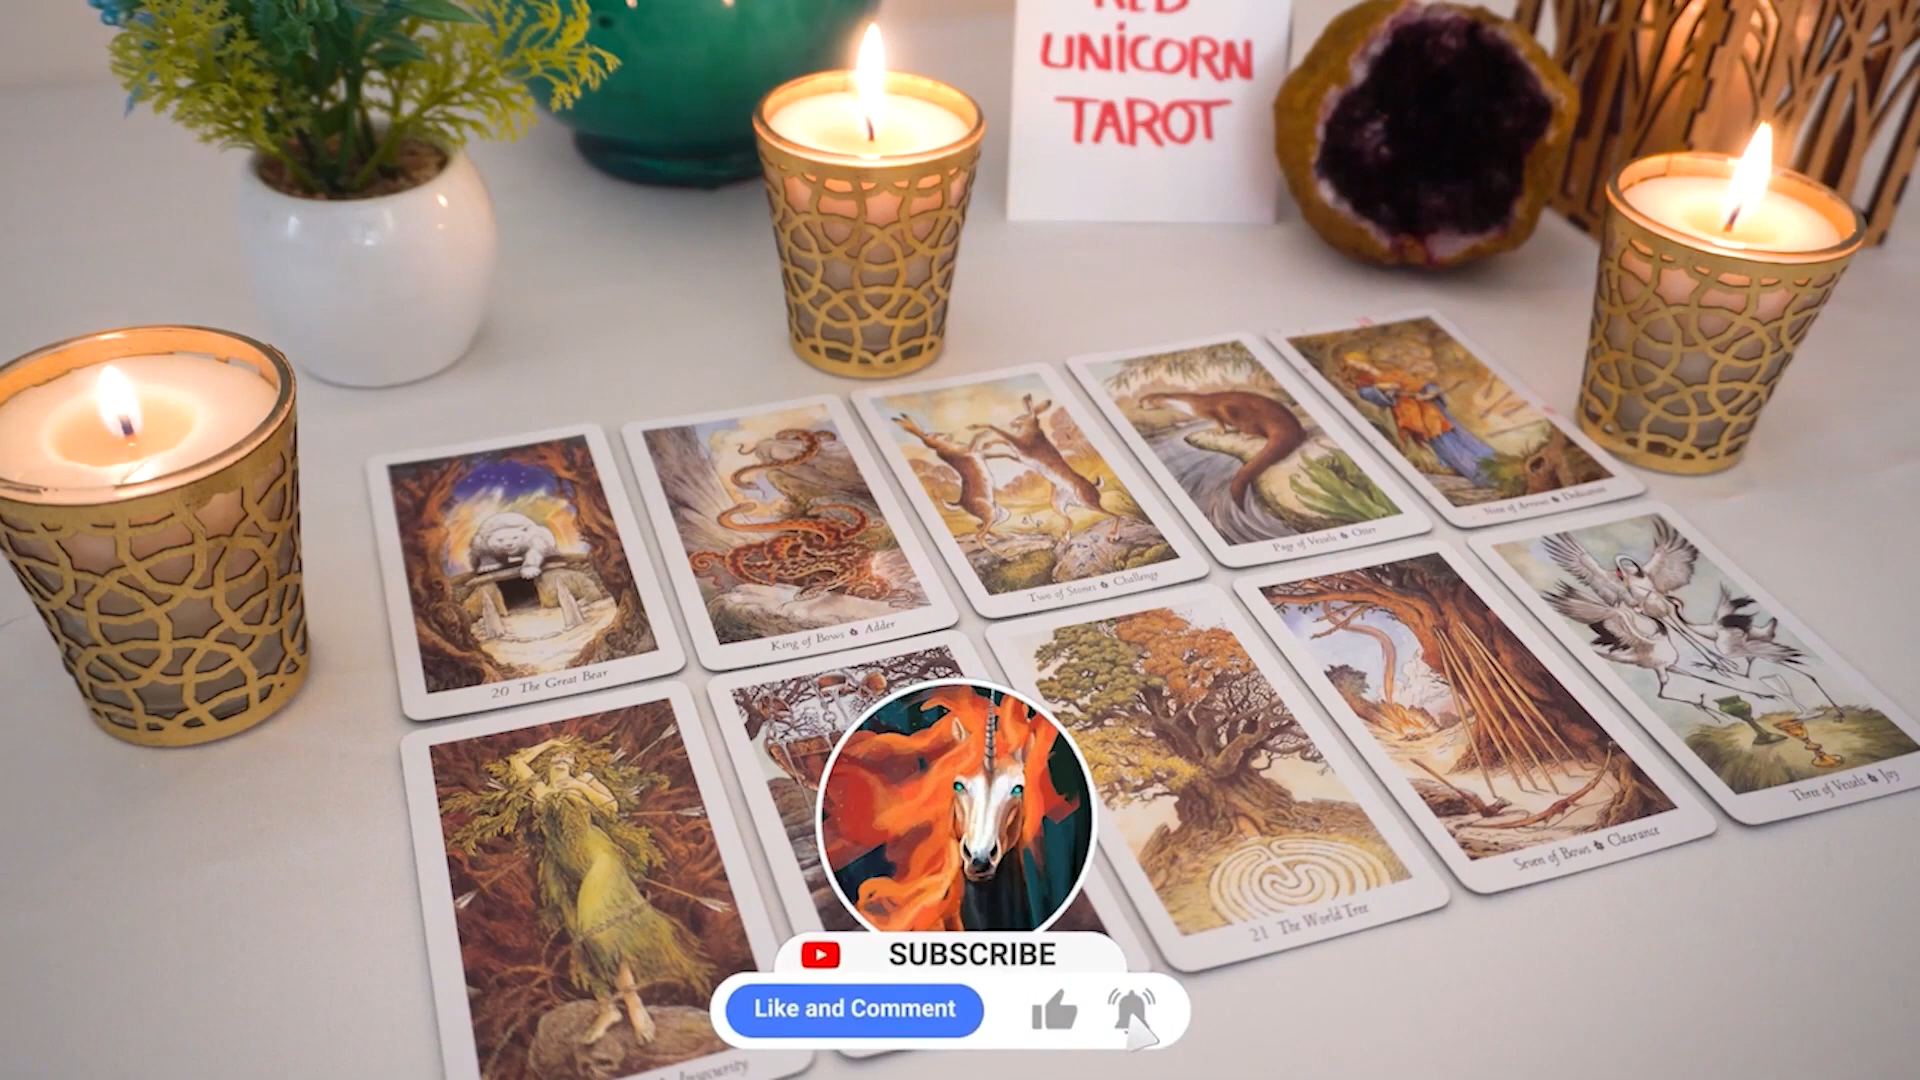 RED
UNiCORN
TAROT
Nine of Arrows Dedication
Page of Vessels Otter
Two of Stones Challenge
King of Bows Adder
20 The Great Bear
Three of Vessels Joy
Seven of Bows Clearance
21 The World Tree
Insecurity
SUBSCRIBE
Like and Comment